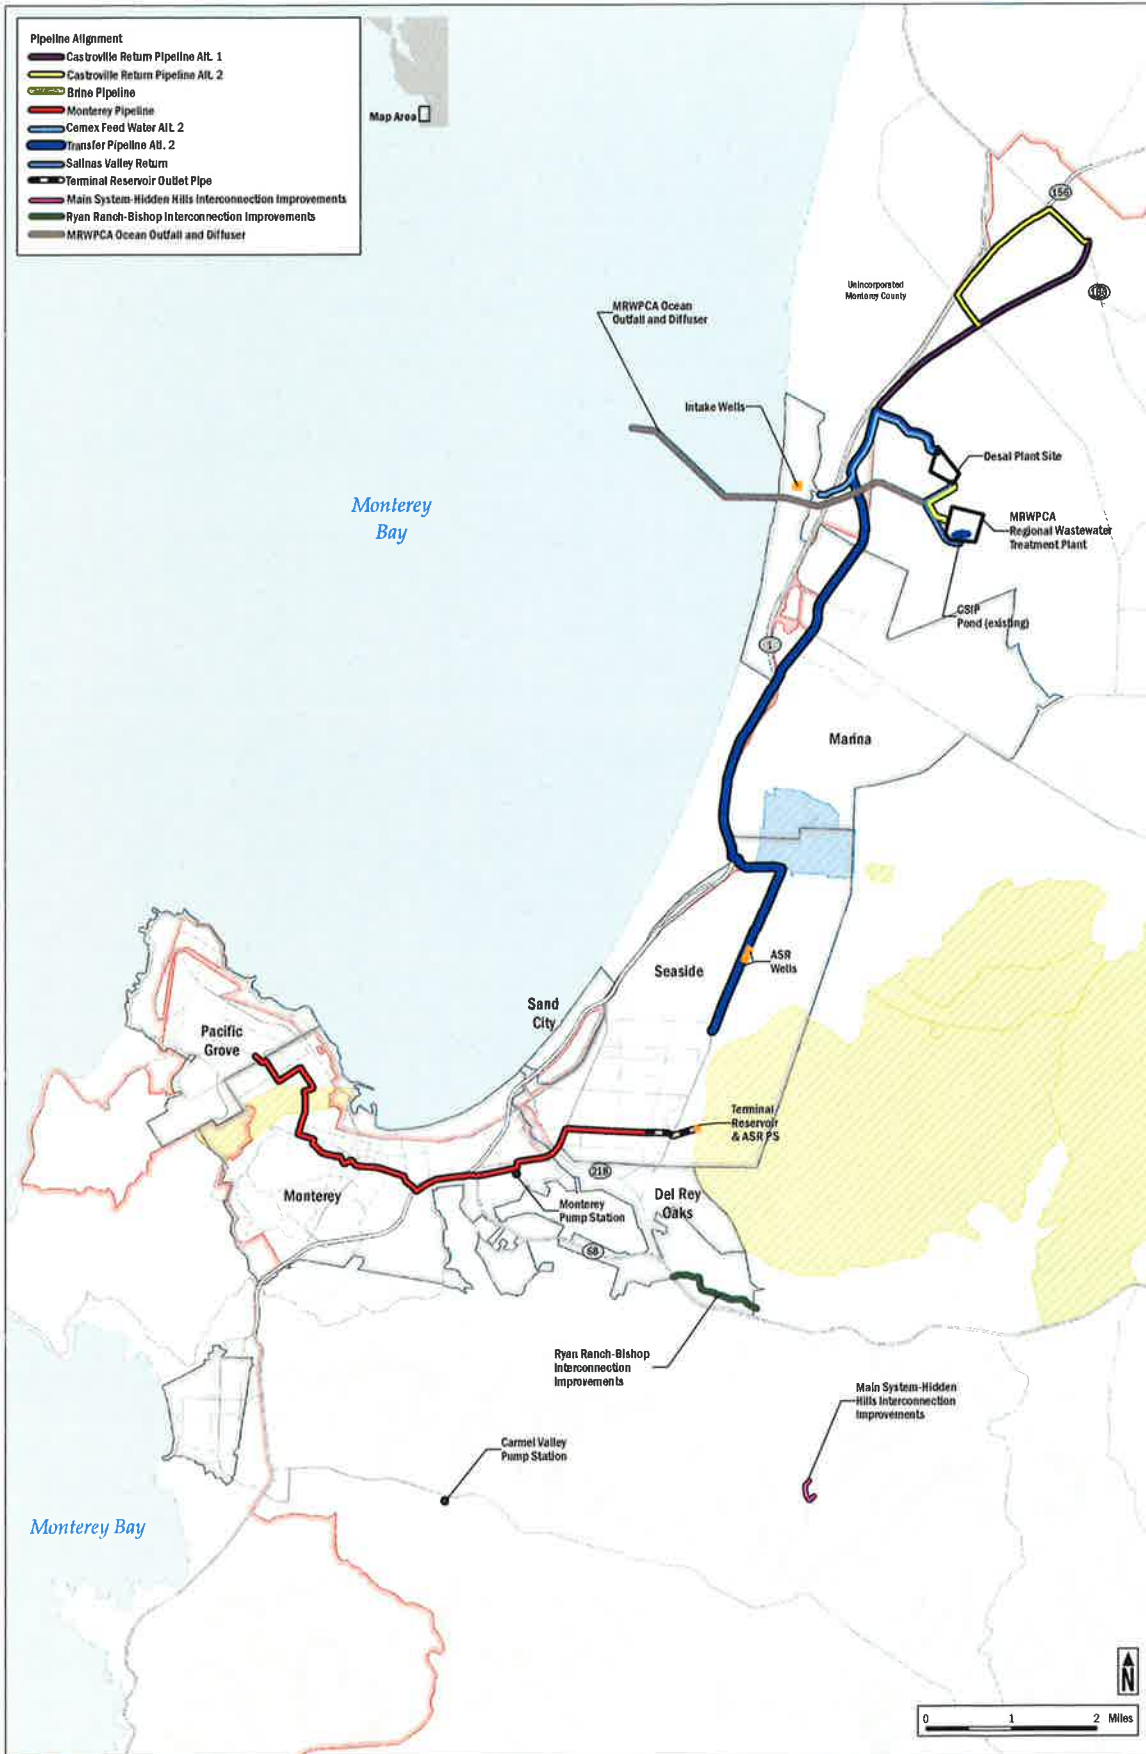 Pipeline Alignment
Castroville Return Pipeline Alt. 1
Castroville Return Pipeline Alt. 2
Brine Pipeline
Monterey Pipeline
Cemex Feed Water Alt. 2
Transfer Pipeline Alt. 2
Salinas Valley Return
Terminal Reservoir Outlet Pipe
Main System-Hidden Hills Interconnection Improvements
Ryan Ranch-Bishop Interconnection Improvements
MRWPCA Ocean Outfall and Diffuser
Map Area
156
Unincorporated
Monterey County
183
MRWPCA Ocean
Outfall and Diffuser
Intake Wells
Desal Plant Site
Monterey
Bay
MRWPCA
Regional Wastewater
Treatment Plant
CSIP
Pond (existing)
1
Marina
ASR
Wells
Seaside
Sand
City
Pacific
Grove
Terminal
Reservoir
& ASR PS
218
Monterey
Del Rey
Oaks
Monterey
Pump Station
68
Ryan Ranch-Bishop
Interconnection
Improvements
Main System-Hidden
Hills Interconnection
Improvements
Carmel Valley
Pump Station
Monterey Bay
N
0 1 2 Miles